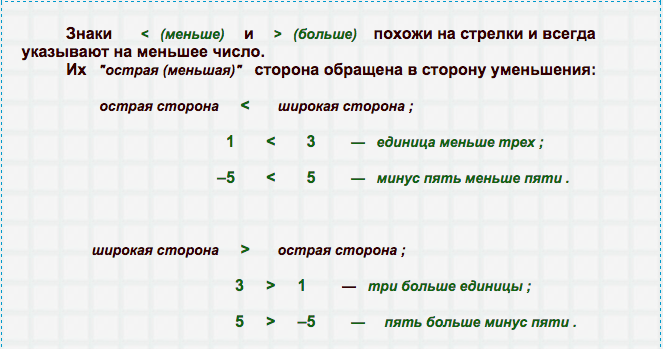 Знаки < (меньше) и > (больше) похожи на стрелки и всегда
указывают на меньшее число.
Их "острая (меньшая)" сторона обращена в сторону уменьшения:
острая сторона < широкая сторона ;
1 < 3 — единица меньше трех ;
–5 < 5 — минус пять меньше пяти .
широкая сторона > острая сторона ;
3 > 1 — три больше единицы ;
5 > –5 — пять больше минус пяти .